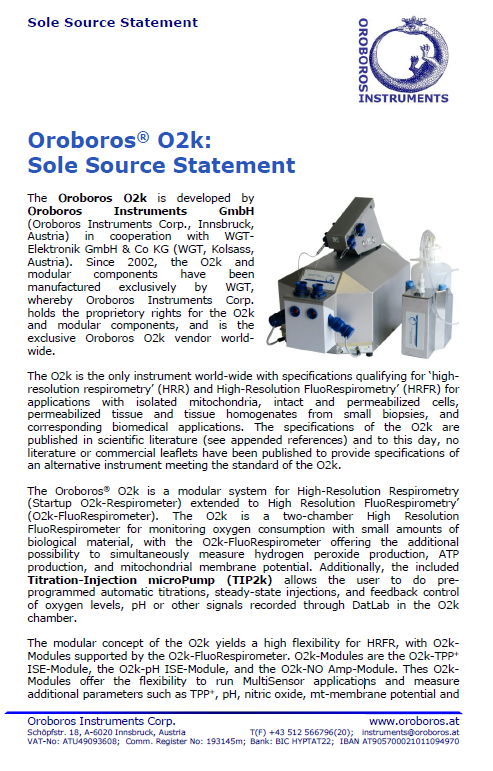 Sole Source Statement
OROBOROS
INSTRUMENTS
Oroboros® O2k:
Sole Source Statement
The Oroboros O2k is developed by
Oroboros Instruments GmbH
(Oroboros Instruments Corp., Innsbruck,
Austria) in cooperation with WGT-
Elektronik GmbH & Co KG (WGT, Kolsass,
Austria). Since 2002, the O2k and
modular components have been
manufactured exclusively by WGT,
whereby Oroboros Instruments Corp.
holds the proprietory rights for the O2k
and modular components, and is the
exclusive Oroboros O2k vendor world-
wide.
The O2k is the only instrument world-wide with specifications qualifying for ‘high-
resolution respirometry’ (HRR) and High-Resolution FluoRespirometry’ (HRFR) for
applications with isolated mitochondria, intact and permeabilized cells,
permeabilized tissue and tissue homogenates from small biopsies, and
corresponding biomedical applications. The specifications of the O2k are
published in scientific literature (see appended references) and to this day, no
literature or commercial leaflets have been published to provide specifications of
an alternative instrument meeting the standard of the O2k.
The Oroboros® O2k is a modular system for High-Resolution Respirometry
(Startup O2k-Respirometer) extended to High Resolution FluoRespirometry’
(O2k-FluoRespirometer). The O2k is a two-chamber High Resolution
FluoRespirometer for monitoring oxygen consumption with small amounts of
biological material, with the O2k-FluoRespirometer offering the additional
possibility to simultaneously measure hydrogen peroxide production, ATP
production, and mitochondrial membrane potential. Additionally, the included
Titration-Injection microPump (TIP2k) allows the user to do pre-
programmed automatic titrations, steady-state injections, and feedback control
of oxygen levels, pH or other signals recorded through DatLab in the O2k
chamber.
The modular concept of the O2k yields a high flexibility for HRFR, with O2k-
Modules supported by the O2k-FluoRespirometer. O2k-Modules are the O2k-TPP⁺
ISE-Module, the O2k-pH ISE-Module, and the O2k-NO Amp-Module. Thes O2k-
Modules offer the flexibility to run MultiSensor applications and measure
additional parameters such as TPP⁺, pH, nitric oxide, mt-membrane potential and
Oroboros Instruments Corp. www.oroboros.at
Schöpfstr. 18, A-6020 Innsbruck, Austria T(F) +43 512 566796(20); instruments@oroboros.at
VAT-No: ATU49093608; Comm. Register No: 193145m; Bank: BIC HYPTAT22; IBAN AT905700021011094970